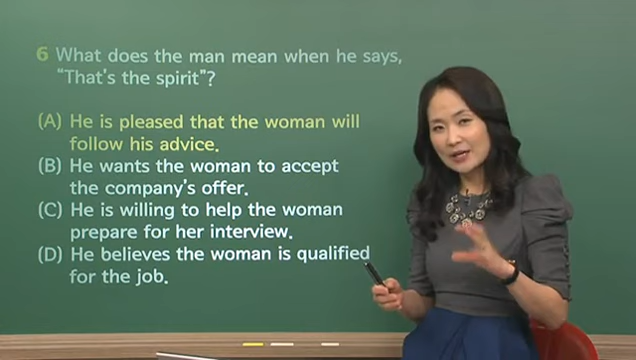 6 What does the man mean when he says,
"That's the spirit"?
(A) He is pleased that the woman will
follow his advice.
(B) He wants the woman to accept
the company's offer.
(C) He is willing to help the woman
prepare for her interview.
(D) He believes the woman is qualified
for the job.